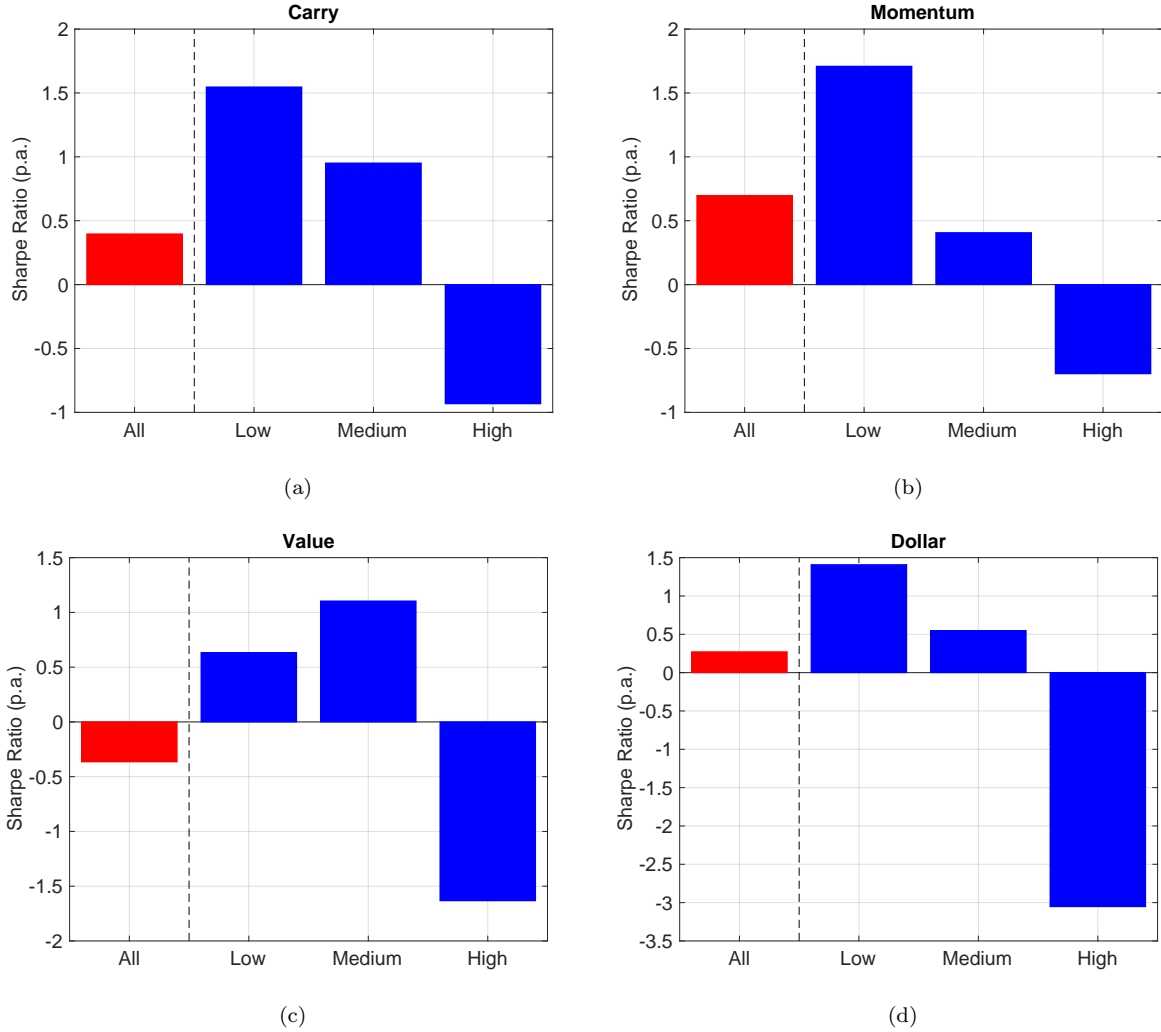 Carry
Sharpe Ratio (p.a.)
2
1.5
1
0.5
0
-0.5
-1
All Low Medium High
(a)
Momentum
Sharpe Ratio (p.a.)
2
1.5
1
0.5
0
-0.5
-1
All Low Medium High
(b)
Value
Sharpe Ratio (p.a.)
1.5
1
0.5
0
-0.5
-1
-1.5
-2
All Low Medium High
(c)
Dollar
Sharpe Ratio (p.a.)
1.5
1
0.5
0
-0.5
-1
-1.5
-2
-2.5
-3
-3.5
All Low Medium High
(d)